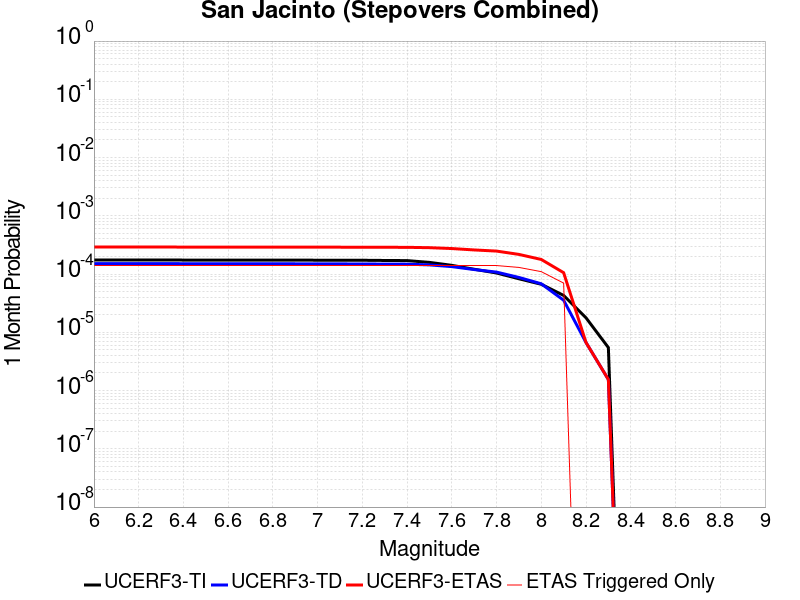 San Jacinto (Stepovers Combined)
10^0
10^-1
10^-2
10^-3
10^-4
10^-5
10^-6
10^-7
10^-8
1 Month Probability
6 6.2 6.4 6.6 6.8 7 7.2 7.4 7.6 7.8 8 8.2 8.4 8.6 8.8 9
Magnitude
UCERF3-TI UCERF3-TD UCERF3-ETAS ETAS Triggered Only